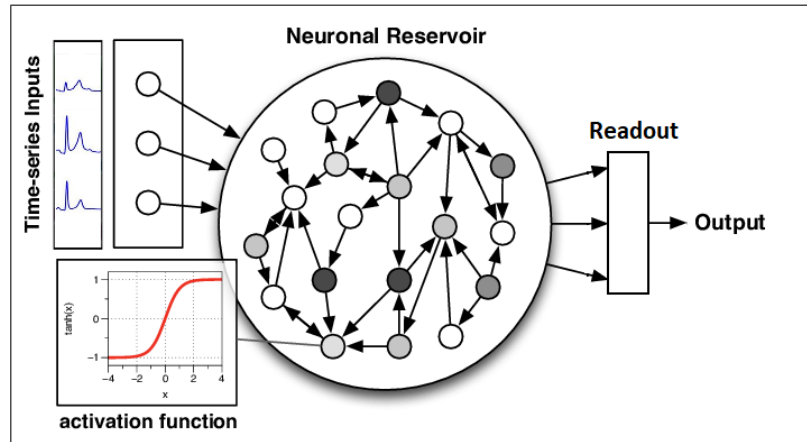 Neuronal Reservoir
Time-series Inputs
Readout
Output
1
0
-1
tanh(x)
-4 -2 0 2 4
x
activation function